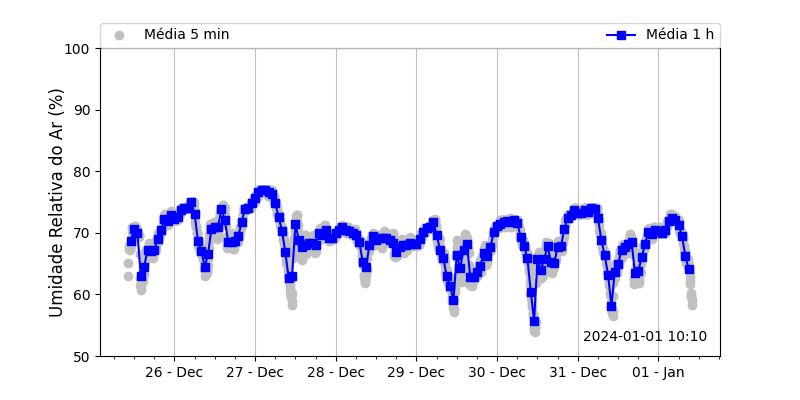 Média 5 min
Média 1 h
Umidade Relativa do Ar (%)
100
90
80
70
60
50
2024-01-01 10:10
26 - Dec
27 - Dec
28 - Dec
29 - Dec
30 - Dec
31 - Dec
01 - Jan